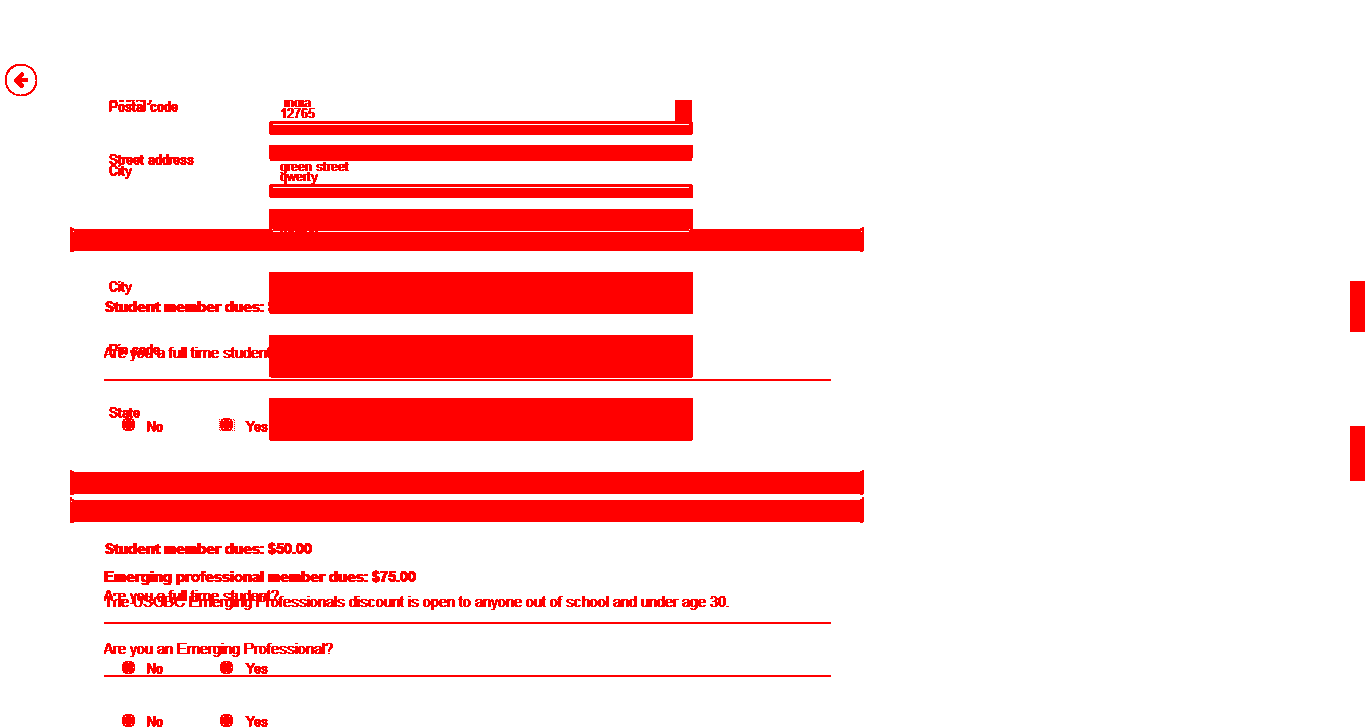 Postal code
India
12765
Street address
City
green street
qwerty
City
Student member dues: $
Pin code
Are you a full time student
State
No Yes
Student member dues: $50.00
Emerging professional member dues: $75.00
Are you a full time student?
The USGBC Emerging Professionals discount is open to anyone out of school and under age 30.
Are you an Emerging Professional?
No Yes
No Yes